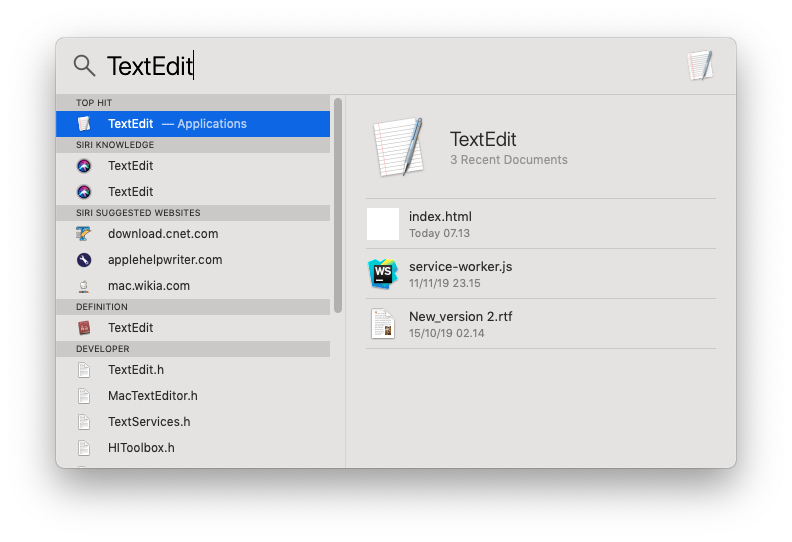 TextEdit
TOP HIT
TextEdit — Applications
SIRI KNOWLEDGE
TextEdit
TextEdit
SIRI SUGGESTED WEBSITES
download.cnet.com
applehelpwriter.com
mac.wikia.com
DEFINITION
TextEdit
DEVELOPER
TextEdit.h
MacTextEditor.h
TextServices.h
HIToolbox.h
TextEdit
3 Recent Documents
index.html
Today 07.13
WS
service-worker.js
11/11/19 23.15
New_version 2.rtf
15/10/19 02.14